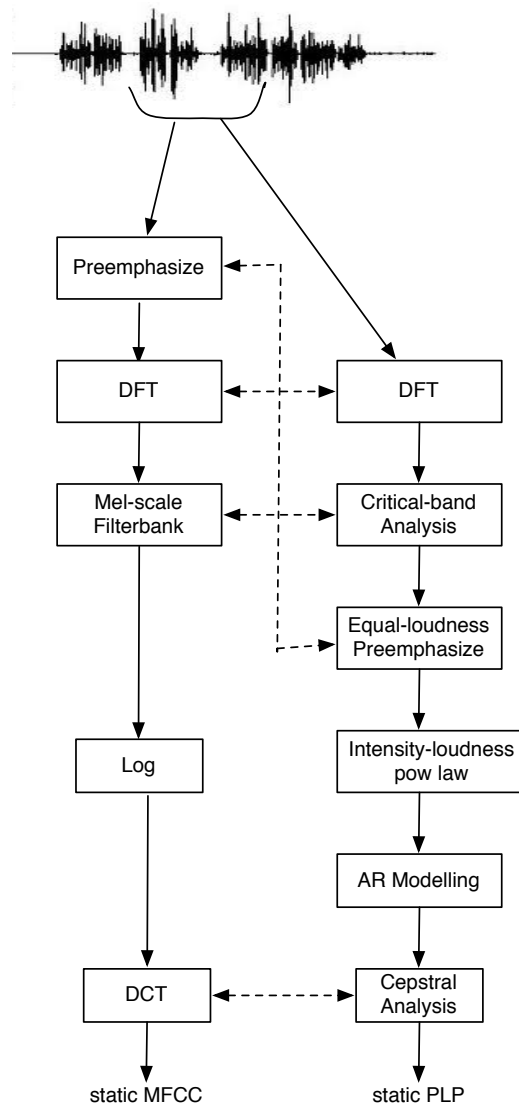 Preemphasize
DFT
DFT
Mel-scale
Filterbank
Critical-band
Analysis
Equal-loudness
Preemphasize
Log
Intensity-loudness
pow law
AR Modelling
DCT
Cepstral
Analysis
static MFCC
static PLP